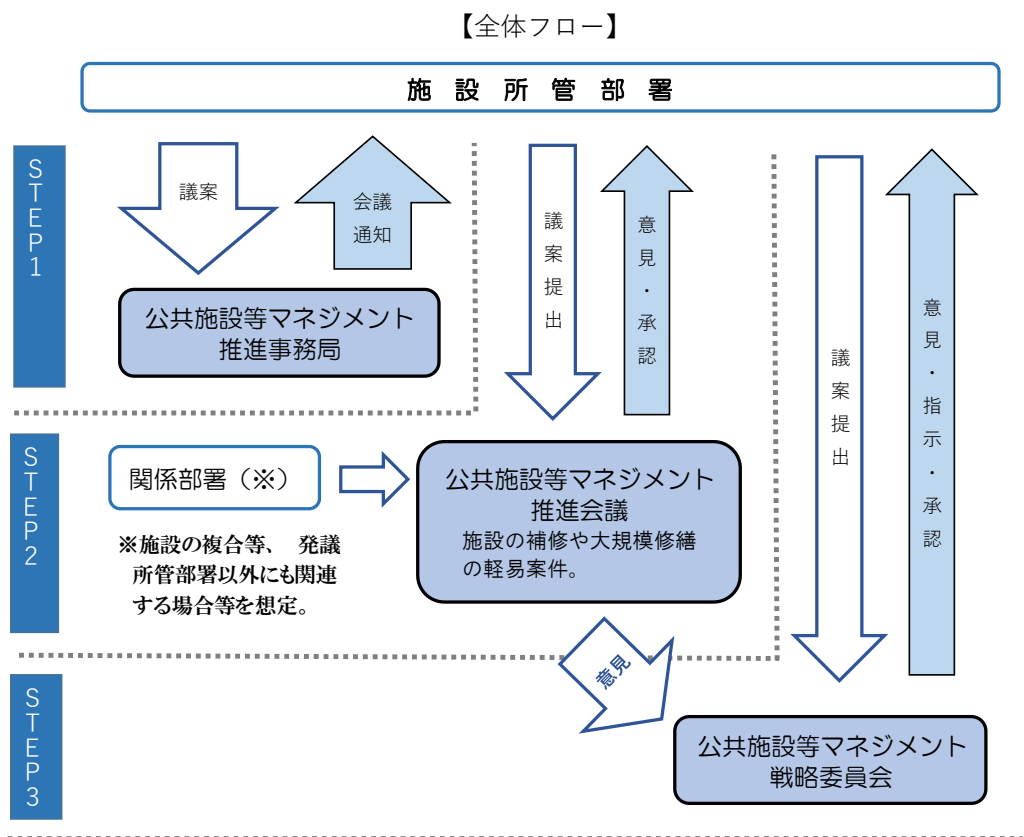 【全体フロー】
施設所管部署
STEP1
議案
会議
通知
議案提出
意見・承認
意見・指示・承認
議案提出
公共施設等マネジメント
推進事務局
STEP2
関係部署（※）
※施設の複合等、 発議
所管部署以外にも関連
する場合等を想定。
公共施設等マネジメント
推進会議
施設の補修や大規模修繕
の軽易案件。
意見
STEP3
公共施設等マネジメント
戦略委員会